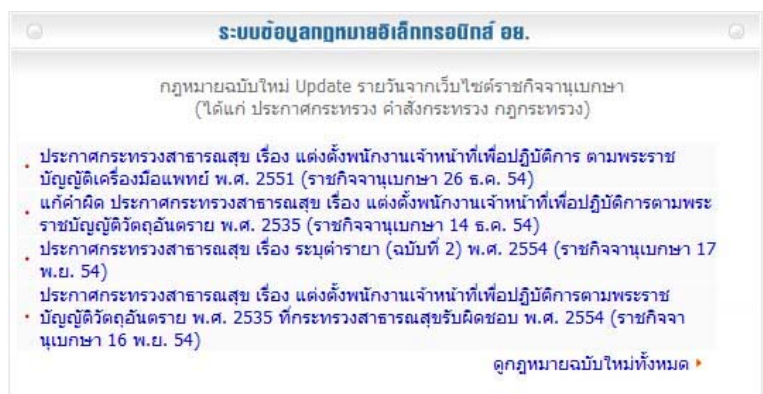 ระบบข้อมูลกฎหมายอิเล็กทรอนิกส์ อย.
กฎหมายฉบับใหม่ Update รายวันจากเว็บไซต์ราชกิจจานุเบกษา
(ได้แก่ ประกาศกระทรวง คำสั่งกระทรวง กฎกระทรวง)
ประกาศกระทรวงสาธารณสุข เรื่อง แต่งตั้งพนักงานเจ้าหน้าที่เพื่อปฏิบัติการ ตามพระราช
บัญญัติเครื่องมือแพทย์ พ.ศ. 2551 (ราชกิจจานุเบกษา 26 ธ.ค. 54)
แก้คำผิด ประกาศกระทรวงสาธารณสุข เรื่อง แต่งตั้งพนักงานเจ้าหน้าที่เพื่อปฏิบัติการตามพระ
ราชบัญญัติวัตถุอันตราย พ.ศ. 2535 (ราชกิจจานุเบกษา 14 ธ.ค. 54)
ประกาศกระทรวงสาธารณสุข เรื่อง ระบุตำรายา (ฉบับที่ 2) พ.ศ. 2554 (ราชกิจจานุเบกษา 17
พ.ย. 54)
ประกาศกระทรวงสาธารณสุข เรื่อง แต่งตั้งพนักงานเจ้าหน้าที่เพื่อปฏิบัติการตามพระราช
บัญญัติวัตถุอันตราย พ.ศ. 2535 ที่กระทรวงสาธารณสุขรับผิดชอบ พ.ศ. 2554 (ราชกิจจา
นุเบกษา 16 พ.ย. 54)
ดูกฎหมายฉบับใหม่ทั้งหมด